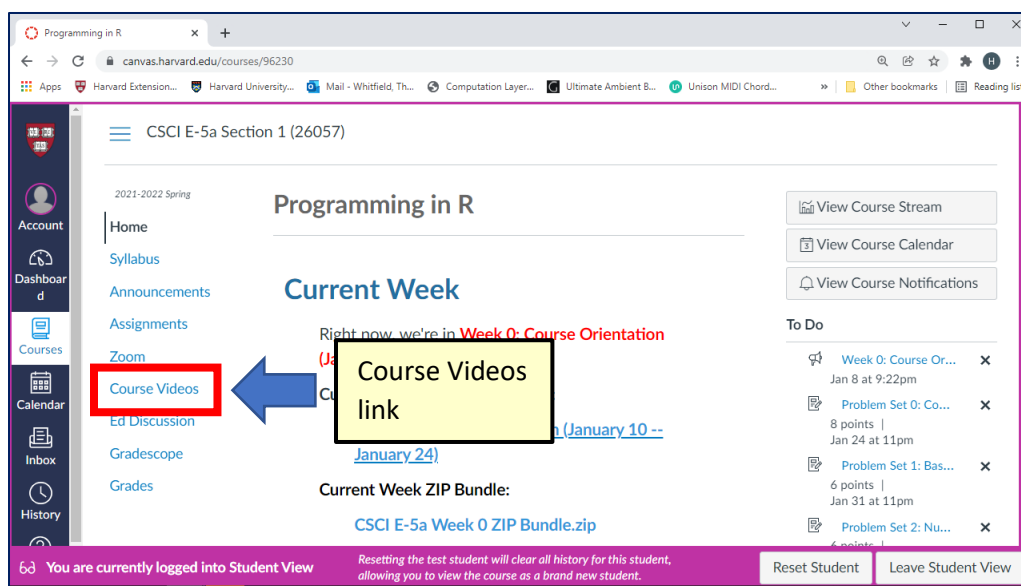 Programming in R
canvas.harvard.edu/courses/96230
H
Apps Harvard Extension... Harvard University... Mail - Whitfield, Th... Computation Layer... Ultimate Ambient B... Unison MIDI Chord... » Other bookmarks Reading list
CSCI E-5a Section 1 (26057)
Account
Dashboar
d
Courses
Calendar
Inbox
History
2021-2022 Spring
Home
Syllabus
Announcements
Assignments
Zoom
Course Videos
Ed Discussion
Gradescope
Grades
Programming in R
Current Week
Right now, we're in Week 0: Course Orientation
Course Videos
link
(January 10 --
January 24)
Current Week ZIP Bundle:
CSCI E-5a Week 0 ZIP Bundle.zip
View Course Stream
View Course Calendar
View Course Notifications
To Do
Week 0: Course Or...
Jan 8 at 9:22pm
Problem Set 0: Co...
8 points |
Jan 24 at 11pm
Problem Set 1: Bas...
6 points |
Jan 31 at 11pm
Problem Set 2: Nu...
6 points |
You are currently logged into Student View
Resetting the test student will clear all history for this student,
allowing you to view the course as a brand new student.
Reset Student
Leave Student View